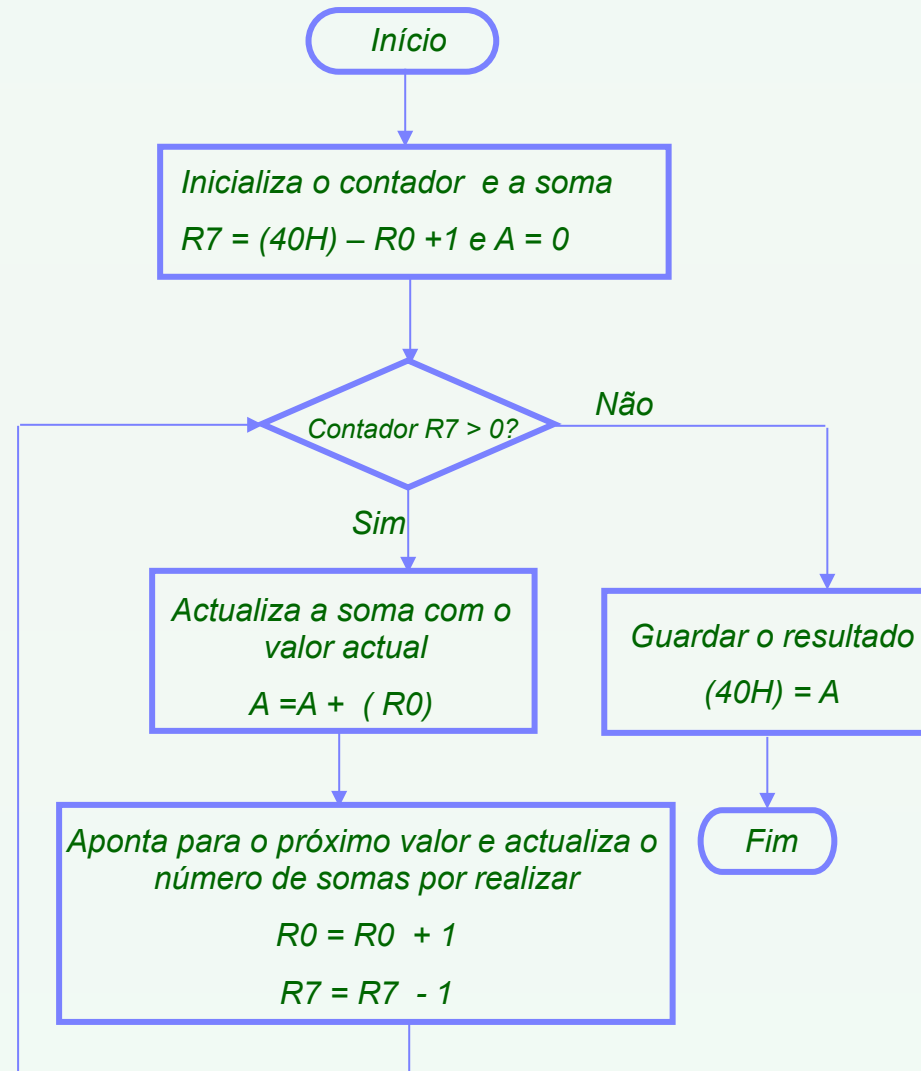 Início
Inicializa o contador e a soma
R7 = (40H) – R0 +1 e A = 0
Contador R7 > 0?
Não
Sim
Actualiza a soma com o
valor actual
A =A + ( R0)
Guardar o resultado
(40H) = A
Aponta para o próximo valor e actualiza o
número de somas por realizar
R0 = R0 + 1
R7 = R7 - 1
Fim